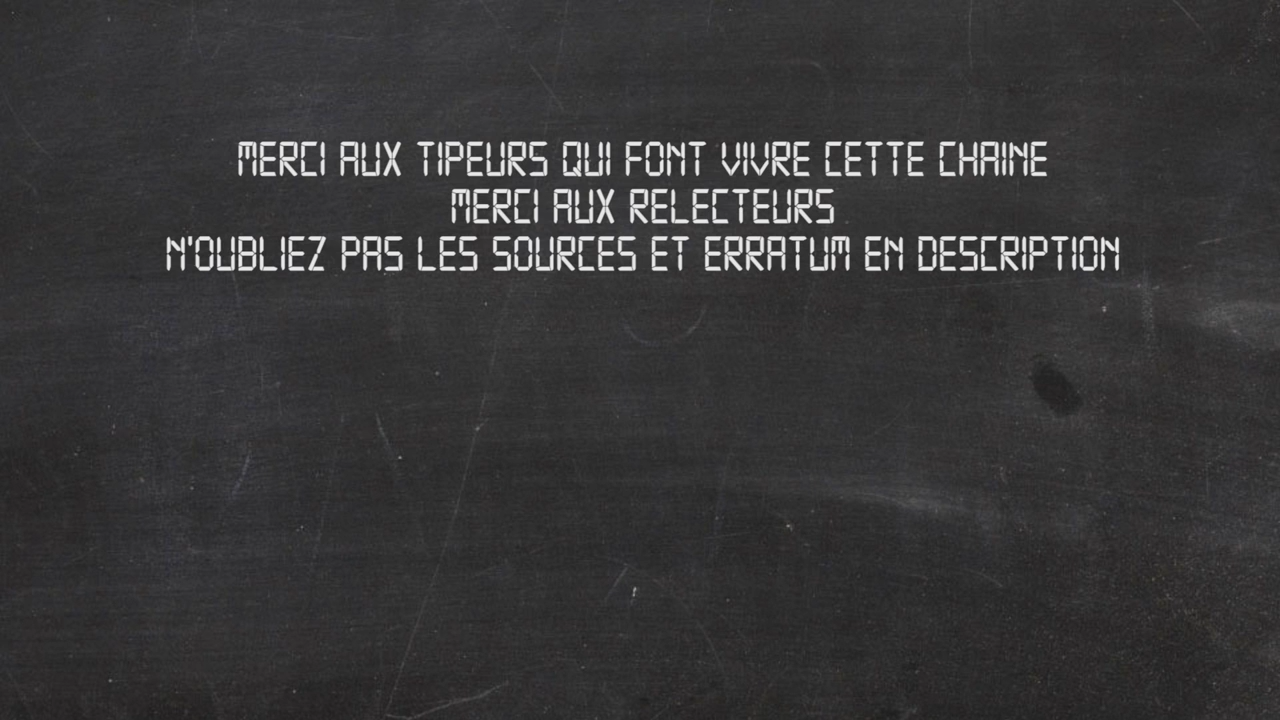 MERCI AUX TIPEURS QUI FONT VIVRE CETTE CHAINE
MERCI AUX RELECTEURS
N'OUBLIEZ PAS LES SOURCES ET ERRATUM EN DESCRIPTION